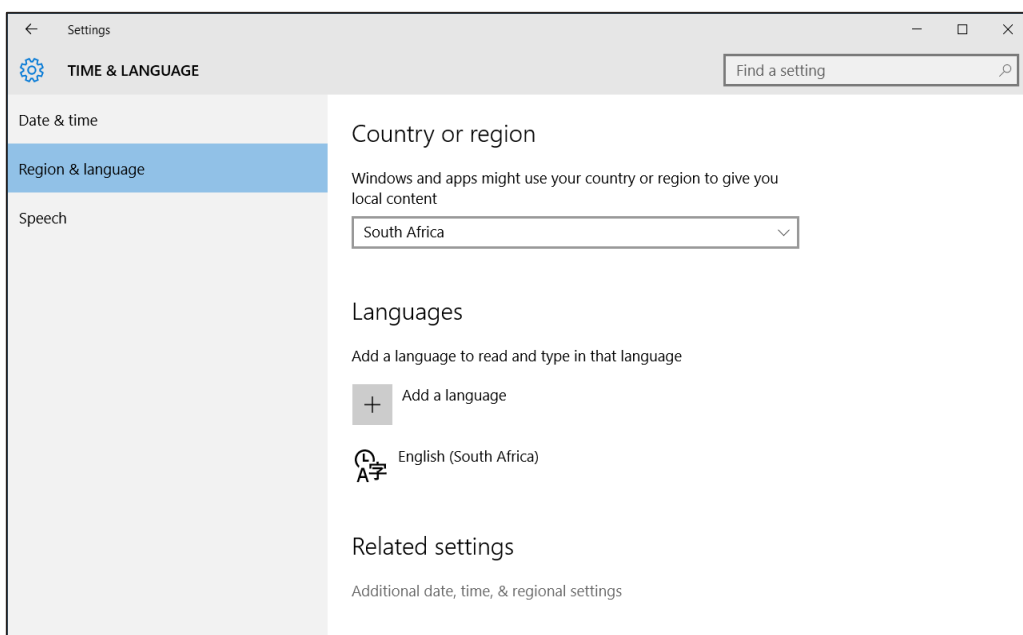 Settings
TIME & LANGUAGE
Find a setting
Date & time
Region & language
Speech
Country or region
Windows and apps might use your country or region to give you
local content
South Africa
Languages
Add a language to read and type in that language
Add a language
A字 English (South Africa)
Related settings
Additional date, time, & regional settings